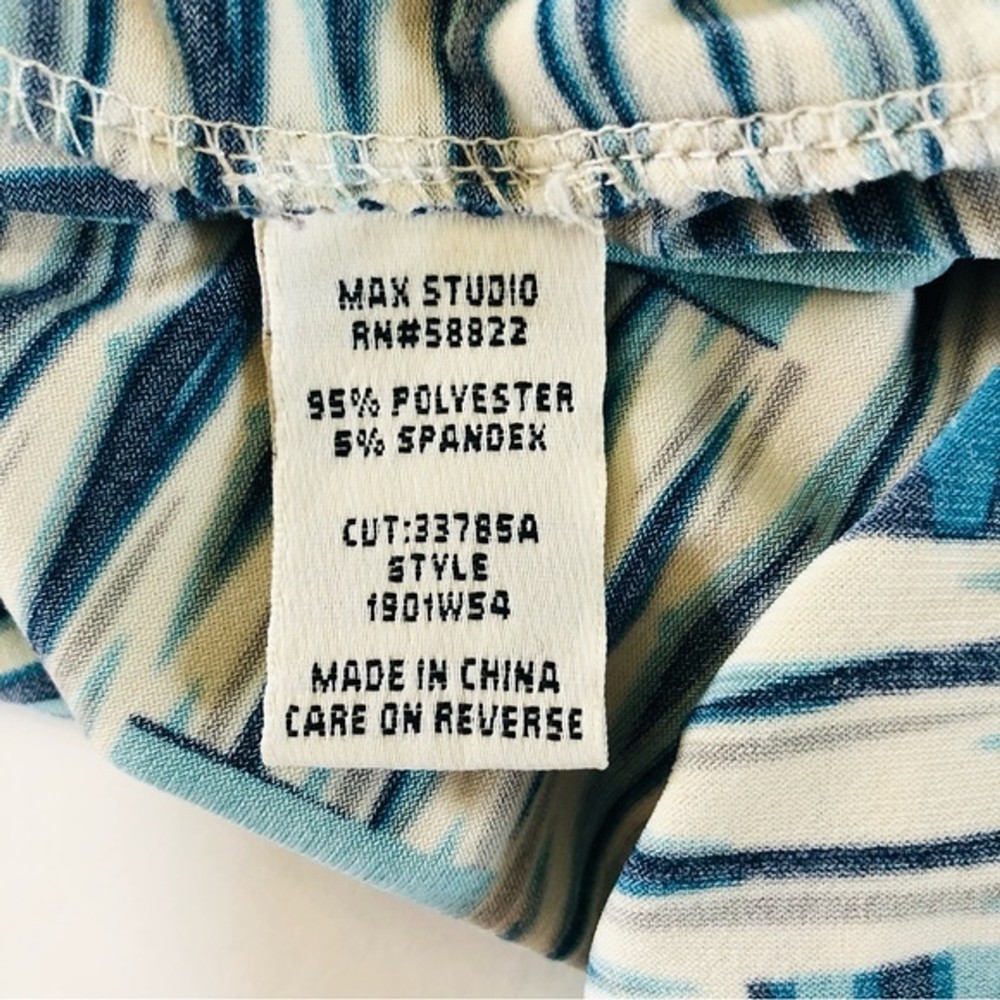 MAX STUDIO
RN#58822
95% POLYESTER
5% SPANDEX
CUT:33785A
STYLE
1901W54
MADE IN CHINA
CARE ON REVERSE